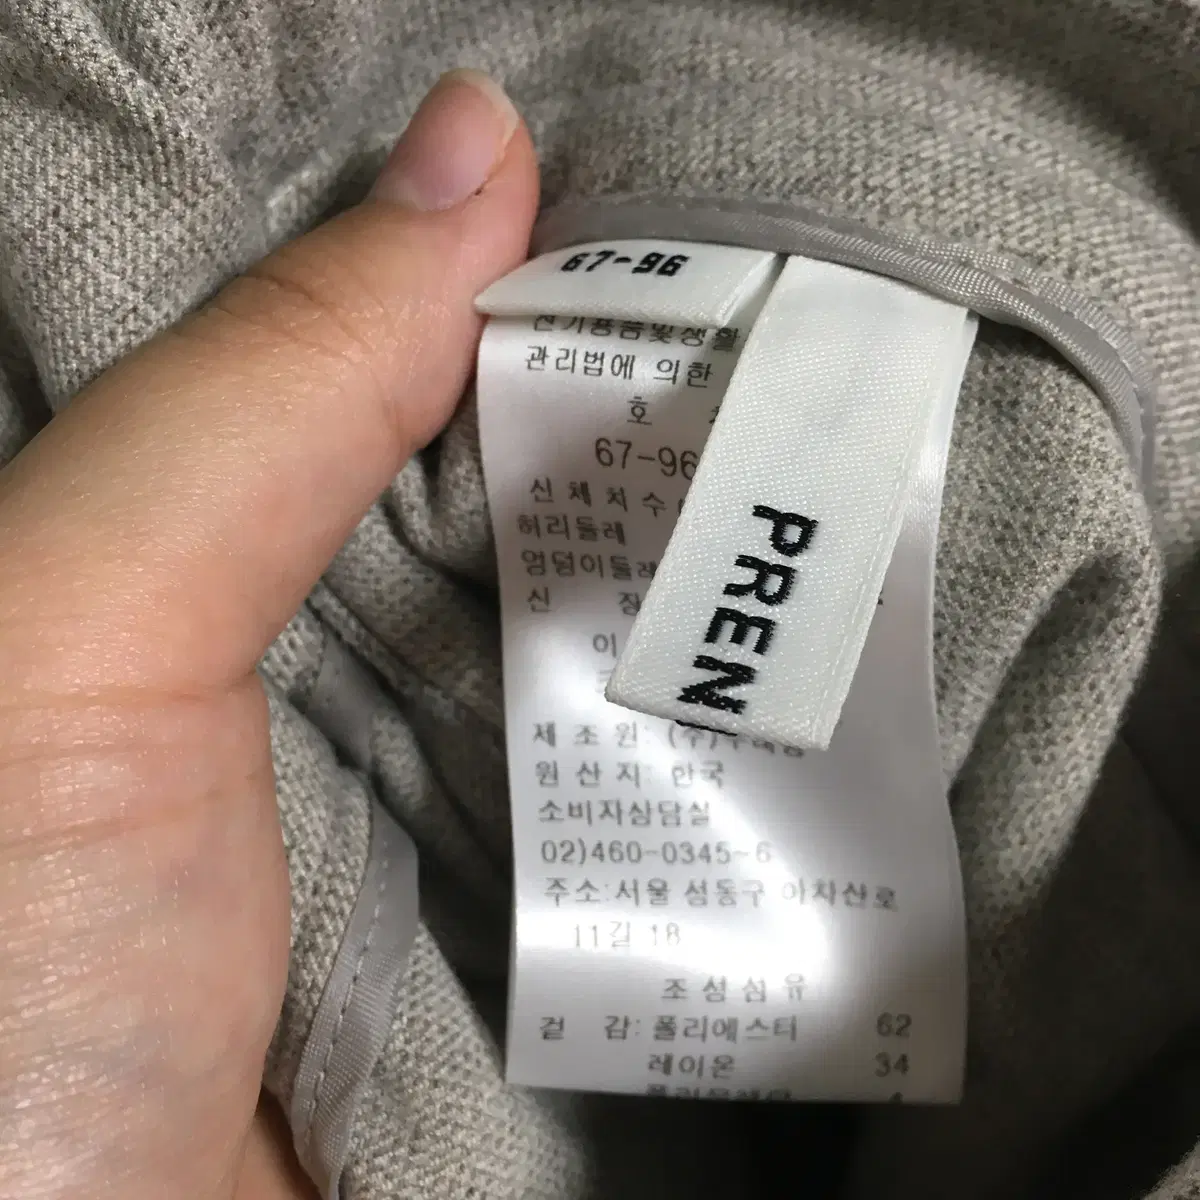 67-96
전기용품및생활
관리법에 의한
호
67-96
신 체 치 수
허리둘레
엉덩이둘레
신 장
PREN
제 조 원: (주)
원 산 지: 한국
소비자상담실
02)460-0345~6
주소:서울 성동구 아차산로
11길 18
조 성 섬 유
겉 감: 폴리에스터 62
레이온 34